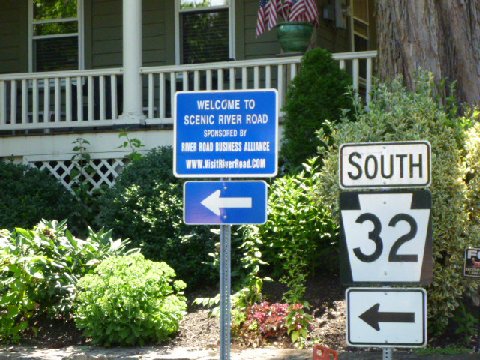 WELCOME TO
SCENIC RIVER ROAD
SPONSORED BY
RIVER ROAD BUSINESS ALLIANCE
www.VisitRiverRoad.com
SOUTH
32